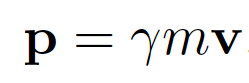 𝐩 = γm𝐯